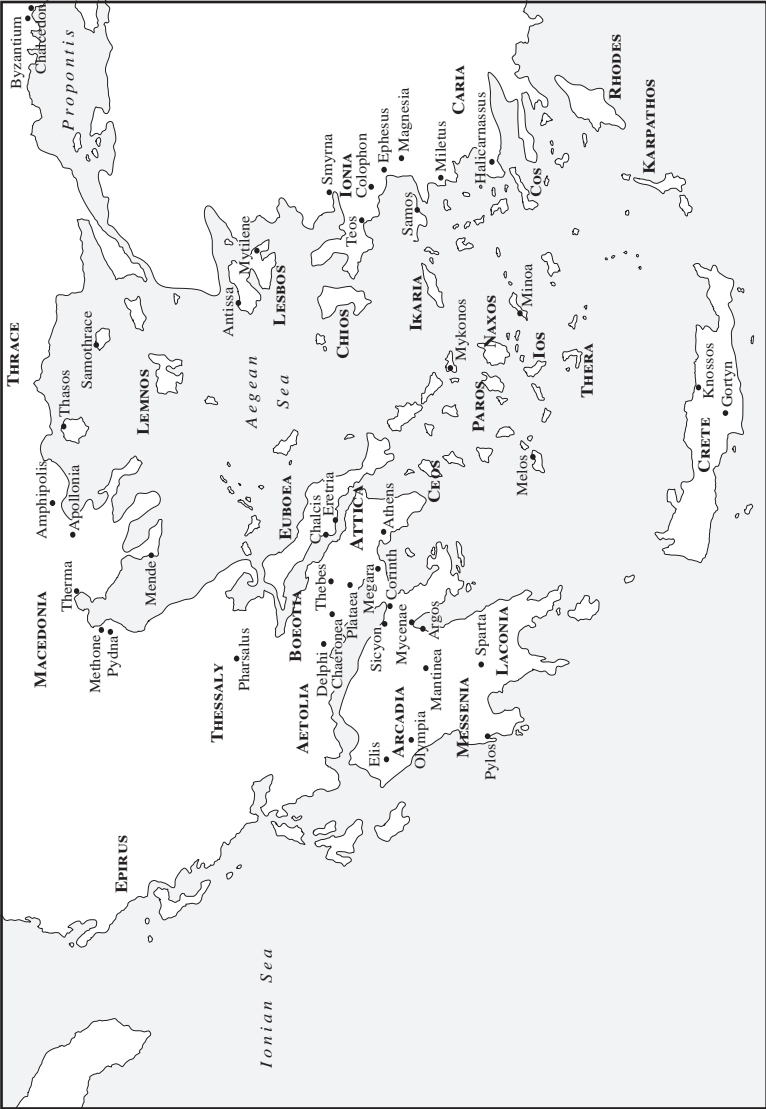 Byzantium
Chalcedon
Propontis
THRACE
MACEDONIA
Amphipolis
Apollonia
Therma
Methone
Pydna
Mende
Thasos
Samothrace
LEMNOS
EPIRUS
THESSALY
Pharsalus
Aegean
Sea
Antissa
Mytilene
LESBOS
Ionian Sea
AETOLIA
BOEOTIA
EUBOEA
Delphi
Chaeronea
Thebes
Plataea
Chalcis
Eretria
ATTICA
Athens
Megara
Corinth
Sicyon
CHIOS
Smyrna
IONIA
Colophon
Teos
Ephesus
Magnesia
Elis
ARCADIA
Olympia
Mycenae
Argos
Mantinea
CEOS
IKARIA
Samos
Miletus
CARIA
Halicarnassus
MESSENIA
Pylos
Sparta
LACONIA
Mykonos
PAROS
NAXOS
Melos
IOS
Minoa
COS
THERA
RHODES
KARPATHOS
CRETE
Knossos
Gortyn